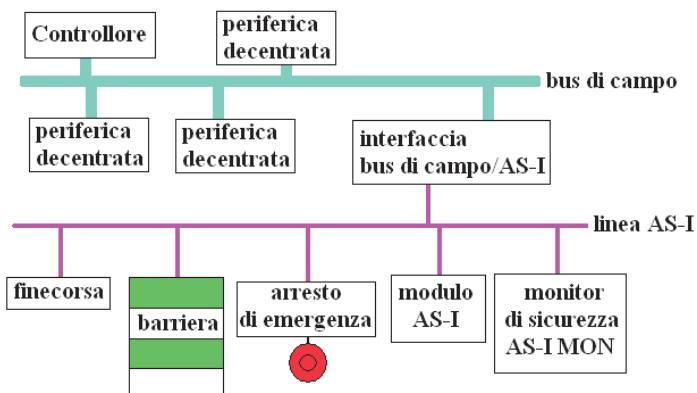 Controllore
periferica
decentrata
bus di campo
periferica
decentrata
periferica
decentrata
interfaccia
bus di campo/AS-I
linea AS-I
finecorsa
barriera
arresto
di emergenza
modulo
AS-I
monitor
di sicurezza
AS-I MON